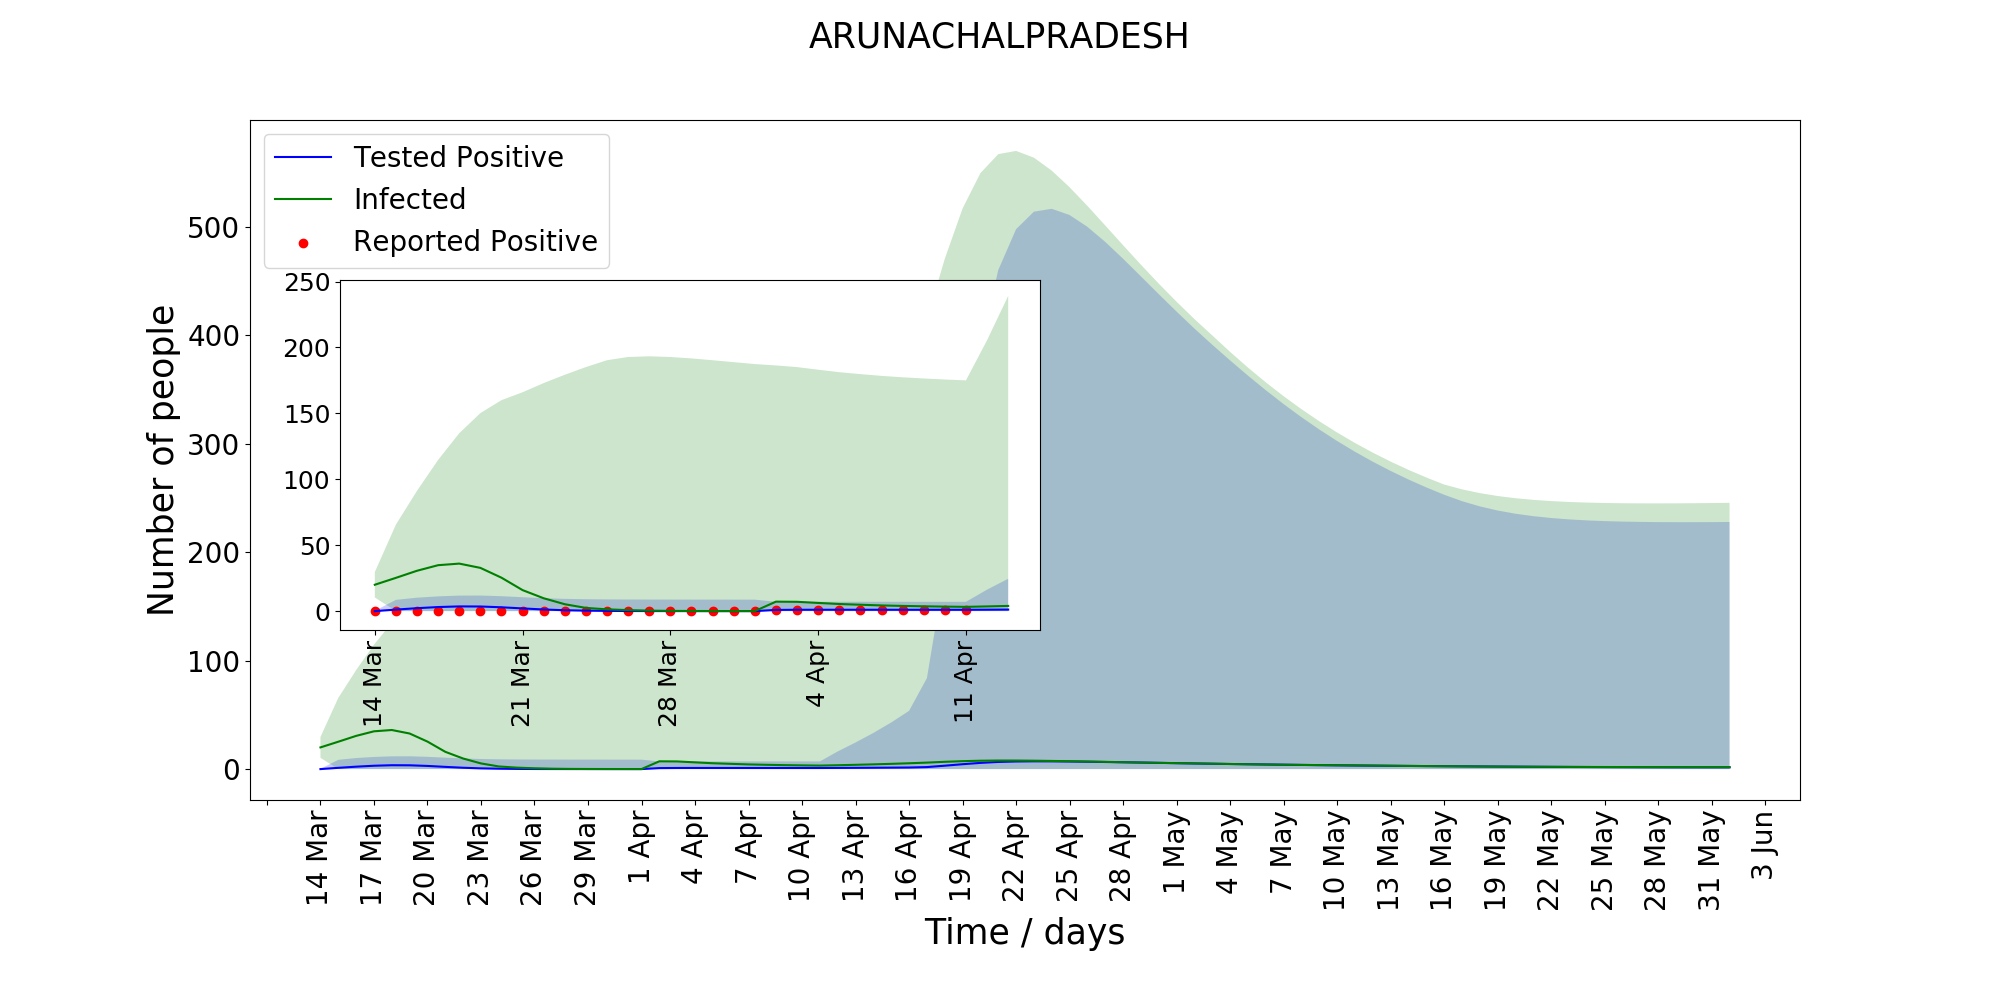 ARUNACHALPRADESH
Tested Positive
Infected
Reported Positive
Number of people
500
400
300
200
100
0
250
200
150
100
50
0
14 Mar
21 Mar
28 Mar
4 Apr
11 Apr
14 Mar
17 Mar
20 Mar
23 Mar
26 Mar
29 Mar
1 Apr
4 Apr
7 Apr
10 Apr
13 Apr
16 Apr
19 Apr
22 Apr
25 Apr
28 Apr
1 May
4 May
7 May
10 May
13 May
16 May
19 May
22 May
25 May
28 May
31 May
3 Jun
Time / days